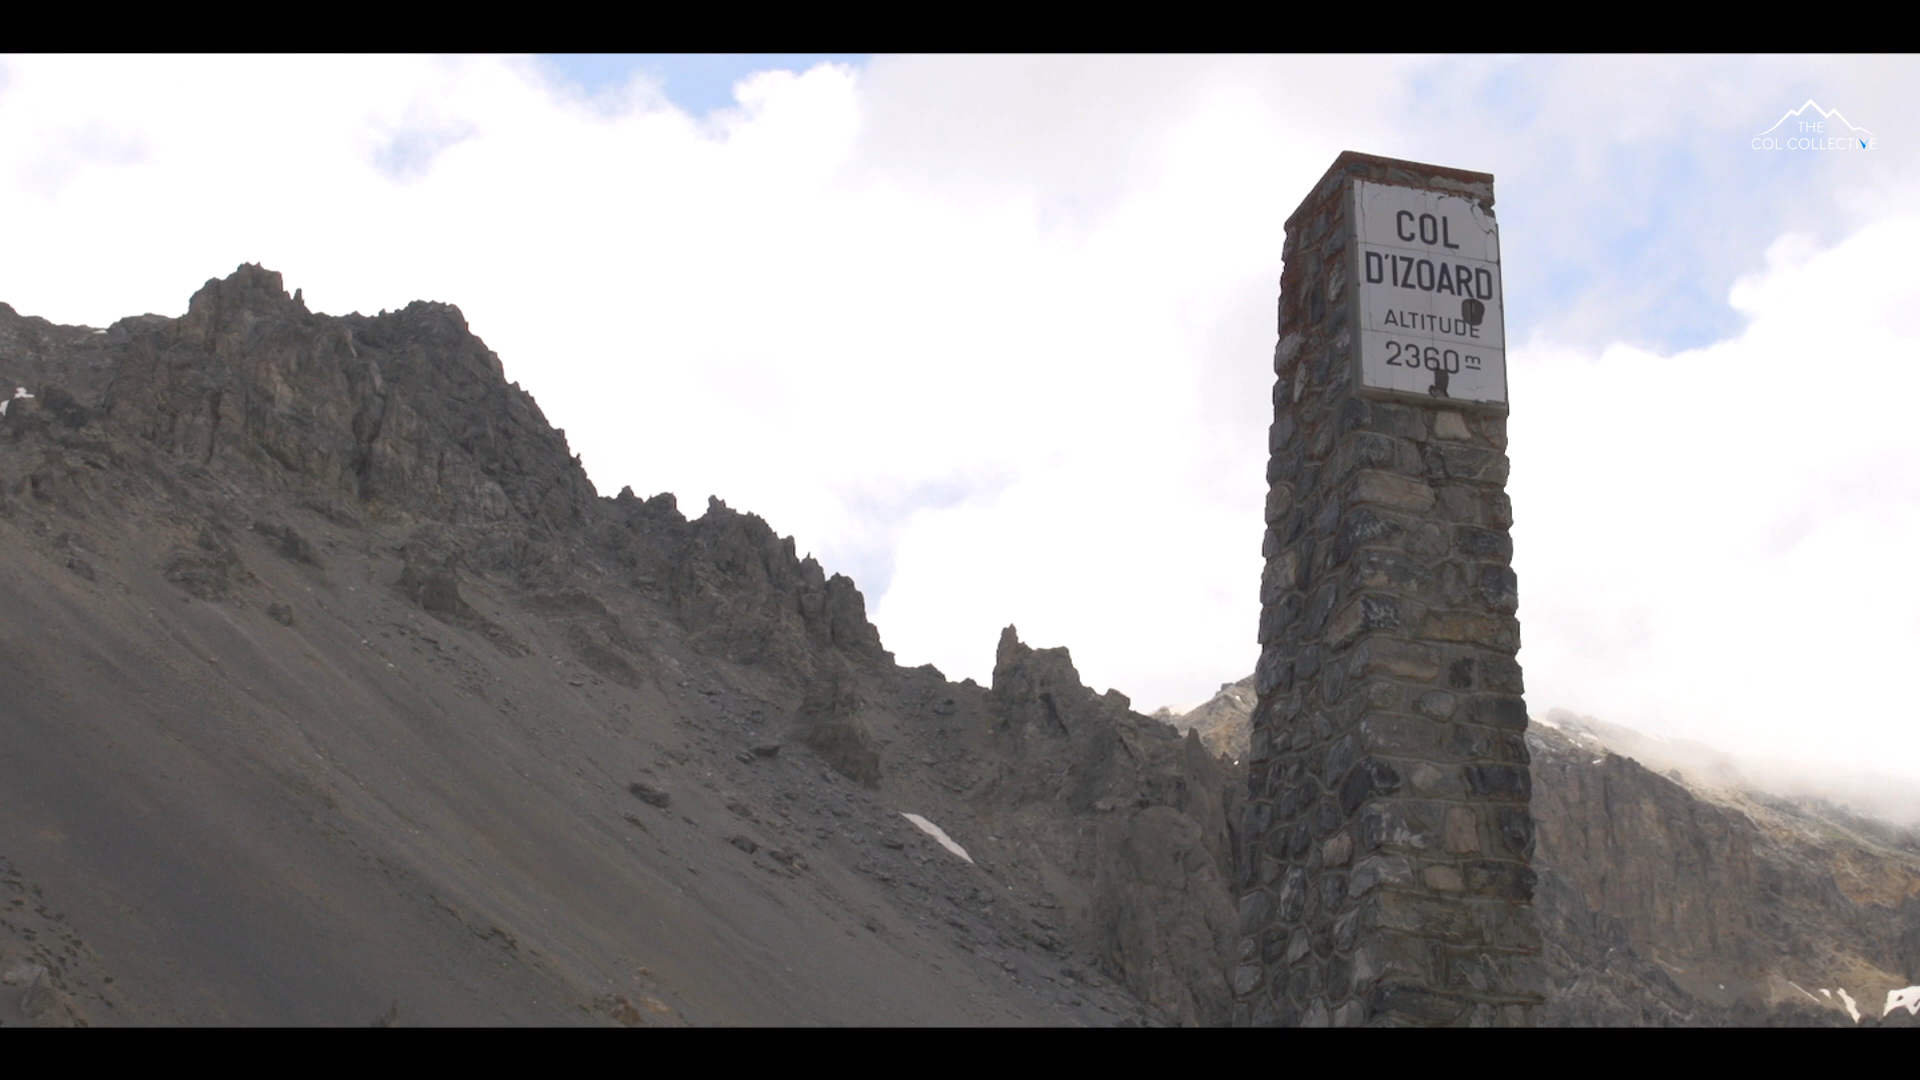 THE
COL COLLECTIVE
COL
D'IZOARD
ALTITUDE
2360 m